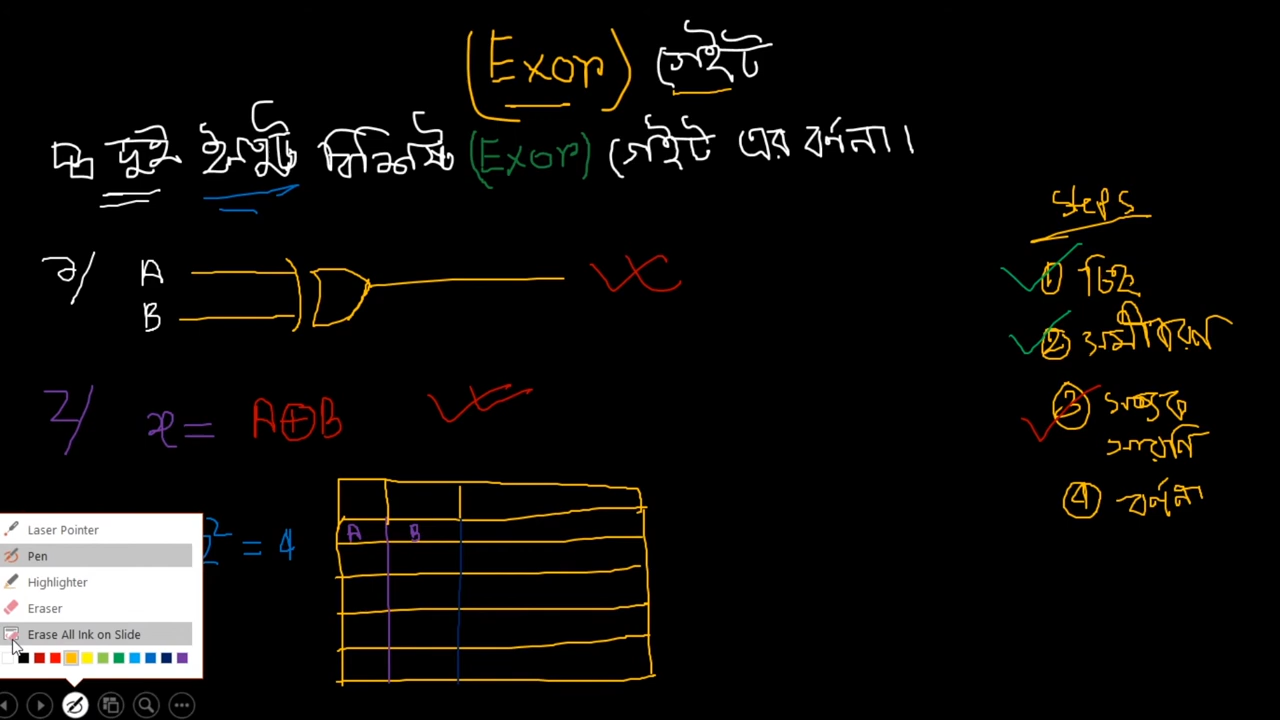 (Exor) গেইট
দুই ইনপুট বিশিষ্ট (Exor) গেইট এর বর্ণনা।
১/ A
B
২/ x = A⊕B
2² = 4
A B
Steps
① চিহ্ন
② সমীকরণ
③ সত্যক সারণি
④ বর্ণনা
Laser Pointer
Pen
Highlighter
Eraser
Erase All Ink on Slide